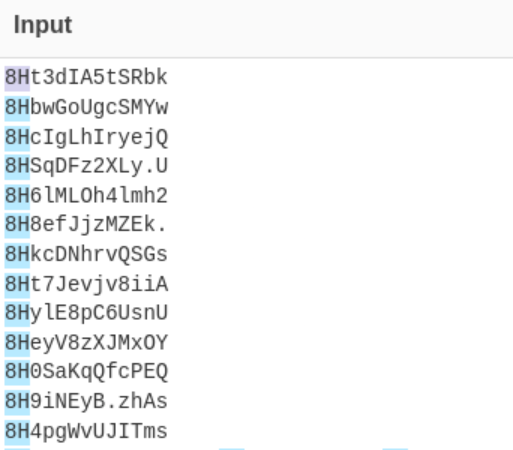 Input
8Ht3dIA5tSRbk
8HbwGoUgcSMYw
8HcIgLhIryejQ
8HSqDFz2XLy.U
8H6lMLOh4lmh2
8H8efJjzMZEk.
8HkcDNhrvQSGs
8Ht7Jevjv8iiA
8HylE8pC6UsnU
8HeyV8zXJMxOY
8H0SaKqQfcPEQ
8H9iNEyB.zhAs
8H4pgWvUJITms